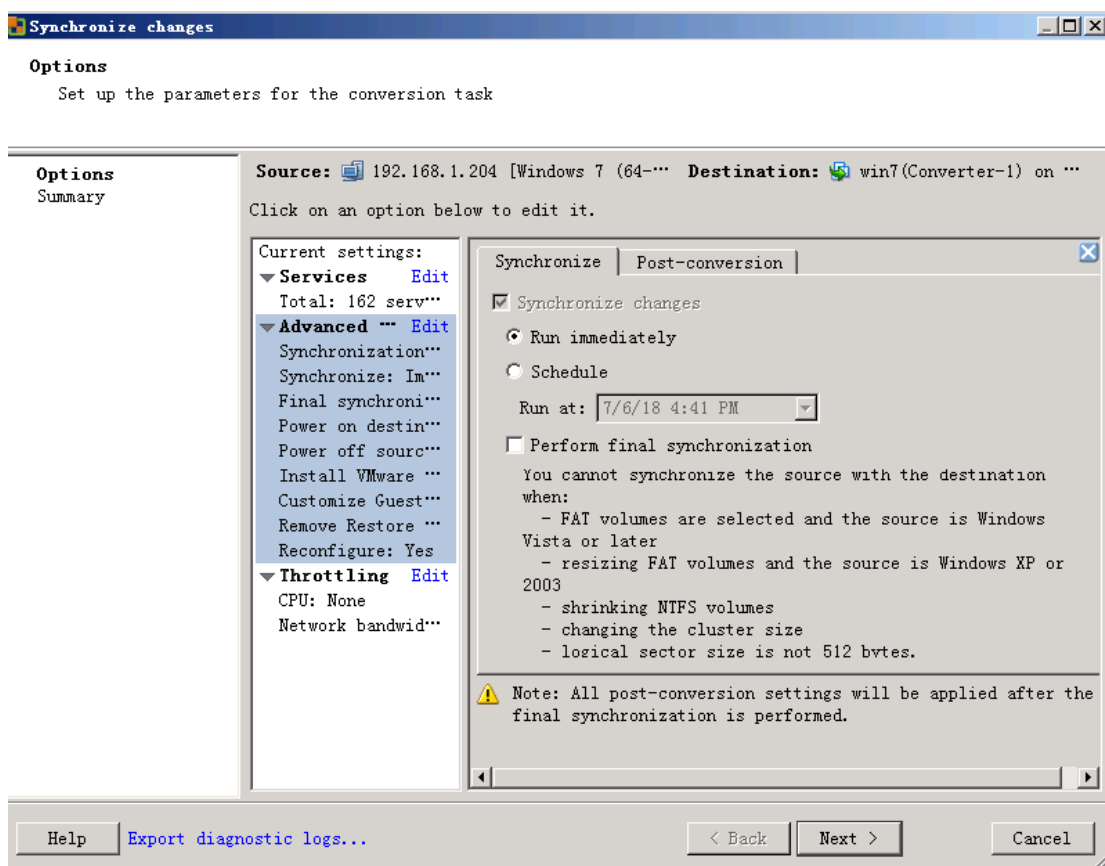 Synchronize changes
Options
Set up the parameters for the conversion task
Options
Summary
Source: 192.168.1.204 [Windows 7 (64-… Destination: win7(Converter-1) on …
Click on an option below to edit it.
Current settings:
Services Edit
Total: 162 serv…
Advanced … Edit
Synchronization…
Synchronize: Im…
Final synchroni…
Power on destin…
Power off sourc…
Install VMware …
Customize Guest…
Remove Restore …
Reconfigure: Yes
Throttling Edit
CPU: None
Network bandwid…
Synchronize Post-conversion
Synchronize changes
Run immediately
Schedule
Run at: 7/6/18 4:41 PM
Perform final synchronization
You cannot synchronize the source with the destination
when:
- FAT volumes are selected and the source is Windows
Vista or later
- resizing FAT volumes and the source is Windows XP or
2003
- shrinking NTFS volumes
- changing the cluster size
- logical sector size is not 512 bytes.
Note: All post-conversion settings will be applied after the
final synchronization is performed.
Help Export diagnostic logs... < Back Next > Cancel